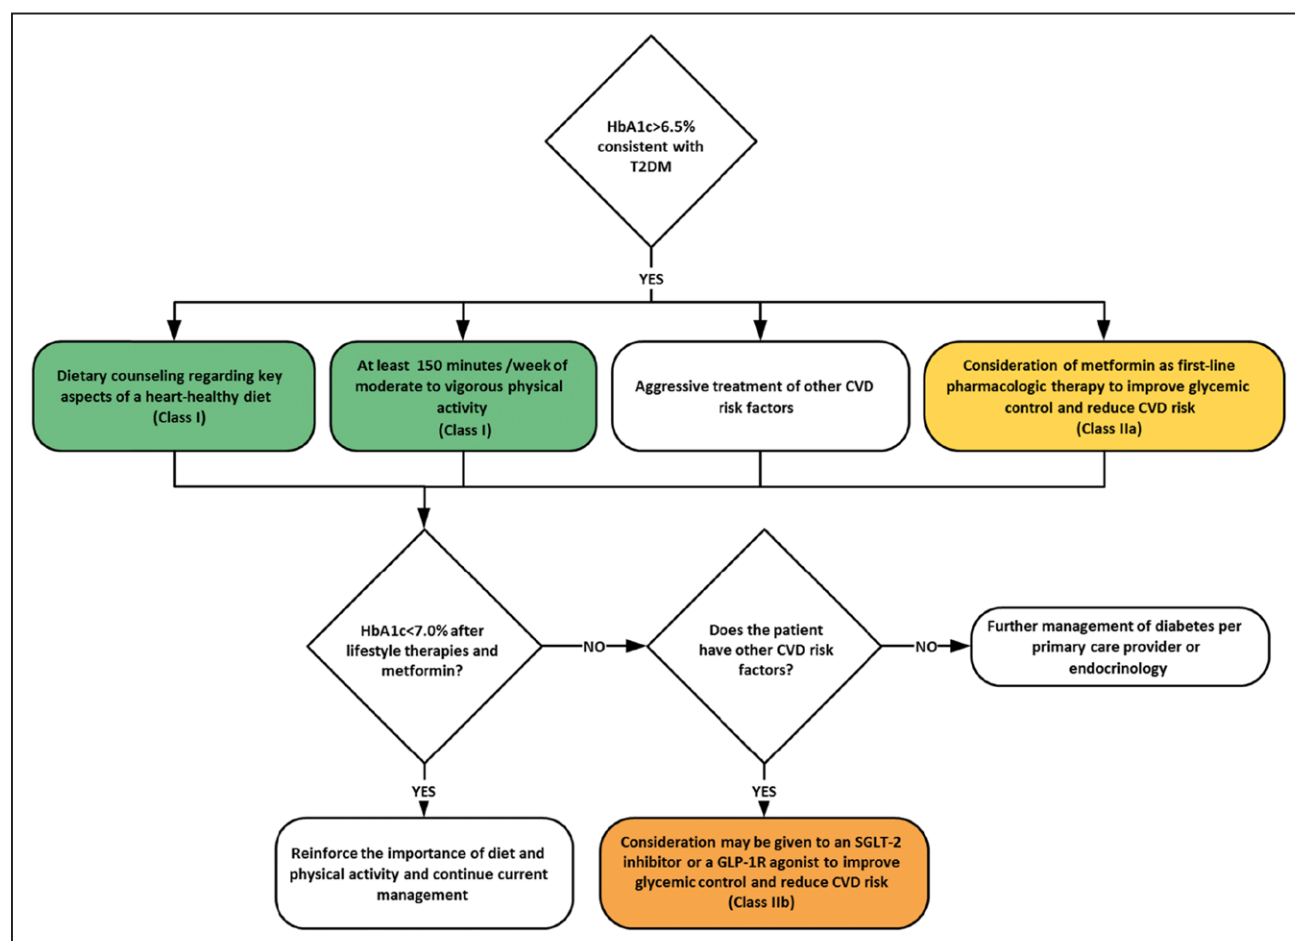 HbA1c>6.5%
consistent with
T2DM
YES
Dietary counseling regarding key
aspects of a heart-healthy diet
(Class I)
At least 150 minutes /week of
moderate to vigorous physical
activity
(Class I)
Aggressive treatment of other CVD
risk factors
Consideration of metformin as first-line
pharmacologic therapy to improve glycemic
control and reduce CVD risk
(Class IIa)
HbA1c<7.0% after
lifestyle therapies and
metformin?
NO
Does the patient
have other CVD risk
factors?
NO
Further management of diabetes per
primary care provider or
endocrinology
YES
YES
Reinforce the importance of diet and
physical activity and continue current
management
Consideration may be given to an SGLT-2
inhibitor or a GLP-1R agonist to improve
glycemic control and reduce CVD risk
(Class IIb)